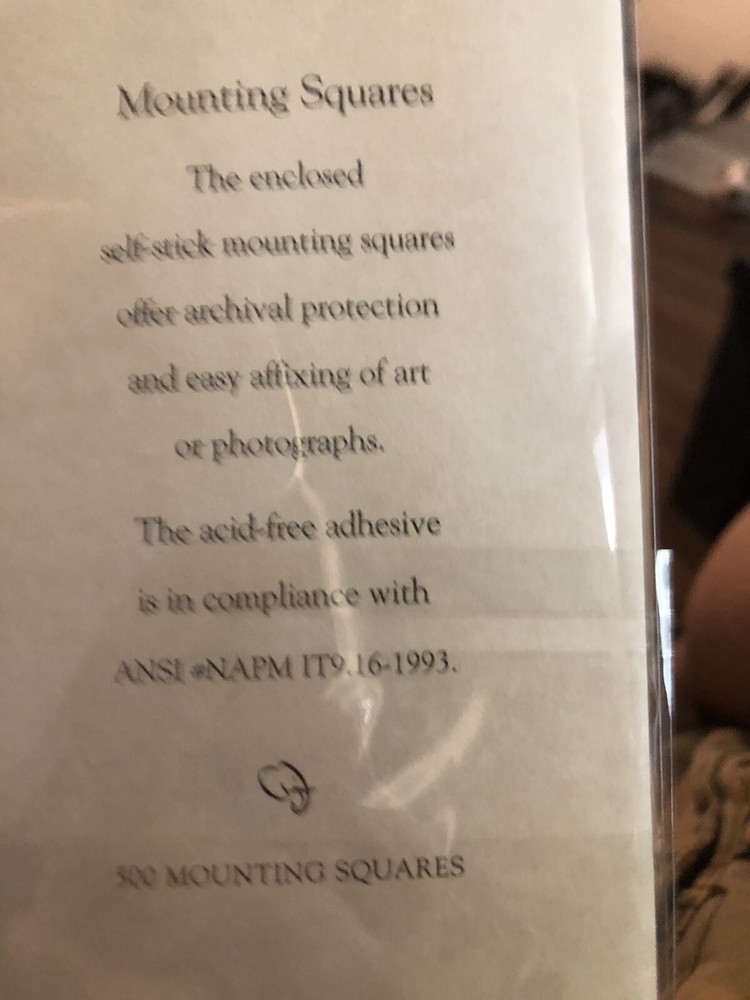 Mounting Squares
The enclosed
self-stick mounting squares
offer archival protection
and easy affixing of art
or photographs.
The acid-free adhesive
is in compliance with
ANSI #NAPM IT9.16-1993.
500 MOUNTING SQUARES